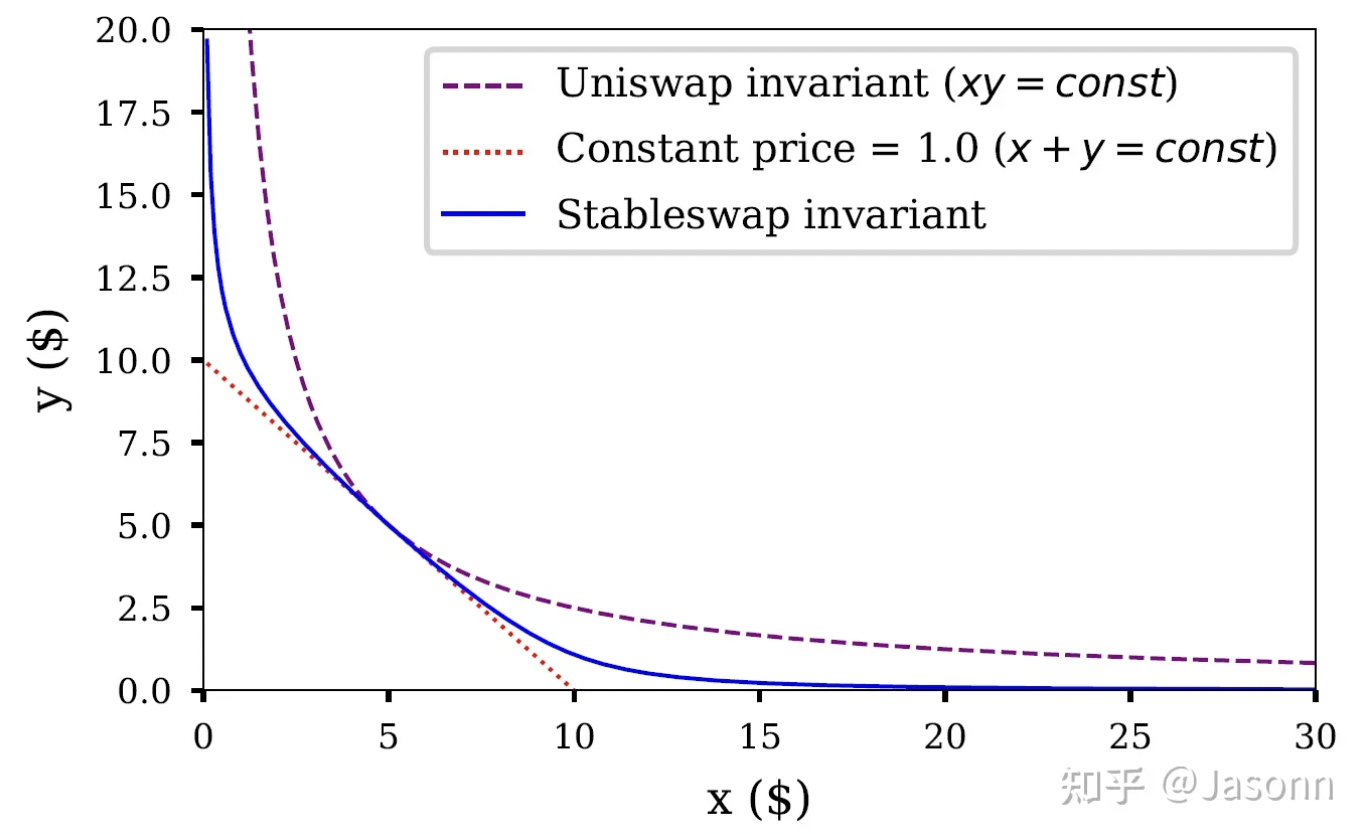 20.0
17.5
15.0
12.5
10.0
7.5
5.0
2.5
0.0
y ($)
Uniswap invariant (xy = const)
Constant price = 1.0 (x + y = const)
Stableswap invariant
0 5 10 15 20 25 30
x ($)
知乎 @Jasonn